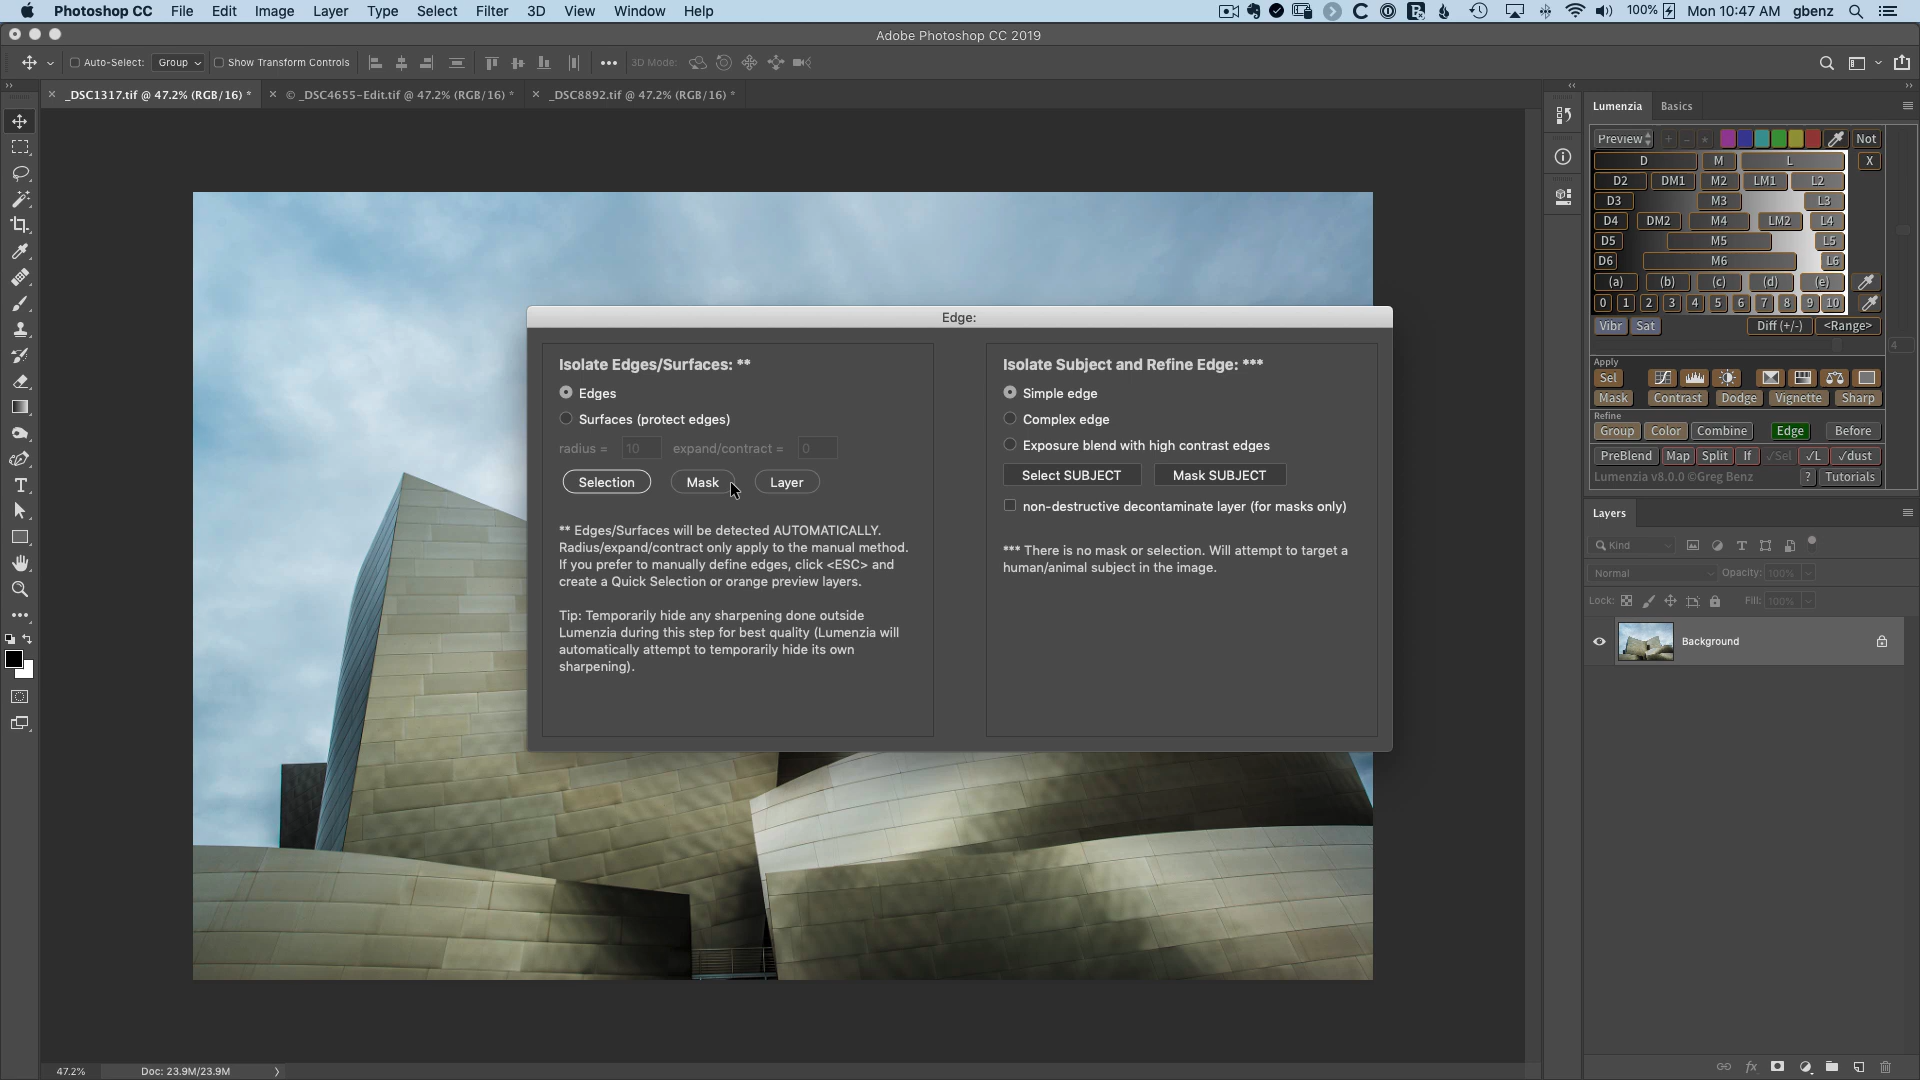 Photoshop CC File Edit Image Layer Type Select Filter 3D View Window Help 100% Mon 10:47 AM gbenz
Adobe Photoshop CC 2019
Auto-Select: Group Show Transform Controls 3D Mode:
_DSC1317.tif @ 47.2% (RGB/16) * © _DSC4655-Edit.tif @ 47.2% (RGB/16) * _DSC8892.tif @ 47.2% (RGB/16) *
Lumenzia Basics
Preview Not
D M L X
D2 DM1 M2 LM1 L2
D3 M3 L3
D4 DM2 M4 LM2 L4
D5 M5 L5
D6 M6 L6
(a) (b) (c) (d) (e)
0 1 2 3 4 5 6 7 8 9 10
Vibr Sat Diff (+/-) <Range>
4
Apply
Sel
Mask Contrast Dodge Vignette Sharp
Refine
Group Color Combine Edge Before
PreBlend Map Split If ✓Sel ✓L ✓dust
Lumenzia v8.0.0 ©Greg Benz ? Tutorials
Layers
Kind
Normal Opacity: 100%
Lock: Fill: 100%
Background
Edge:
Isolate Edges/Surfaces: **
Edges
Surfaces (protect edges)
radius = 10 expand/contract = 0
Selection Mask Layer
** Edges/Surfaces will be detected AUTOMATICALLY.
Radius/expand/contract only apply to the manual method.
If you prefer to manually define edges, click <ESC> and
create a Quick Selection or orange preview layers.
Tip: Temporarily hide any sharpening done outside
Lumenzia during this step for best quality (Lumenzia will
automatically attempt to temporarily hide its own
sharpening).
Isolate Subject and Refine Edge: ***
Simple edge
Complex edge
Exposure blend with high contrast edges
Select SUBJECT Mask SUBJECT
non-destructive decontaminate layer (for masks only)
*** There is no mask or selection. Will attempt to target a
human/animal subject in the image.
47.2% Doc: 23.9M/23.9M